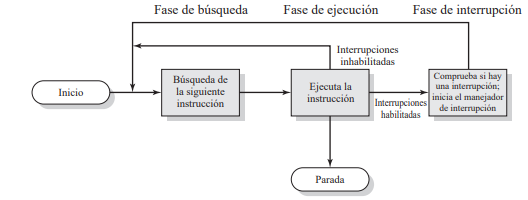 Fase de búsqueda
Fase de ejecución
Fase de interrupción
Interrupciones
inhabilitadas
Inicio
Búsqueda de
la siguiente
instrucción
Ejecuta la
instrucción
Interrupciones
habilitadas
Comprueba si hay
una interrupción;
inicia el manejador
de interrupción
Parada